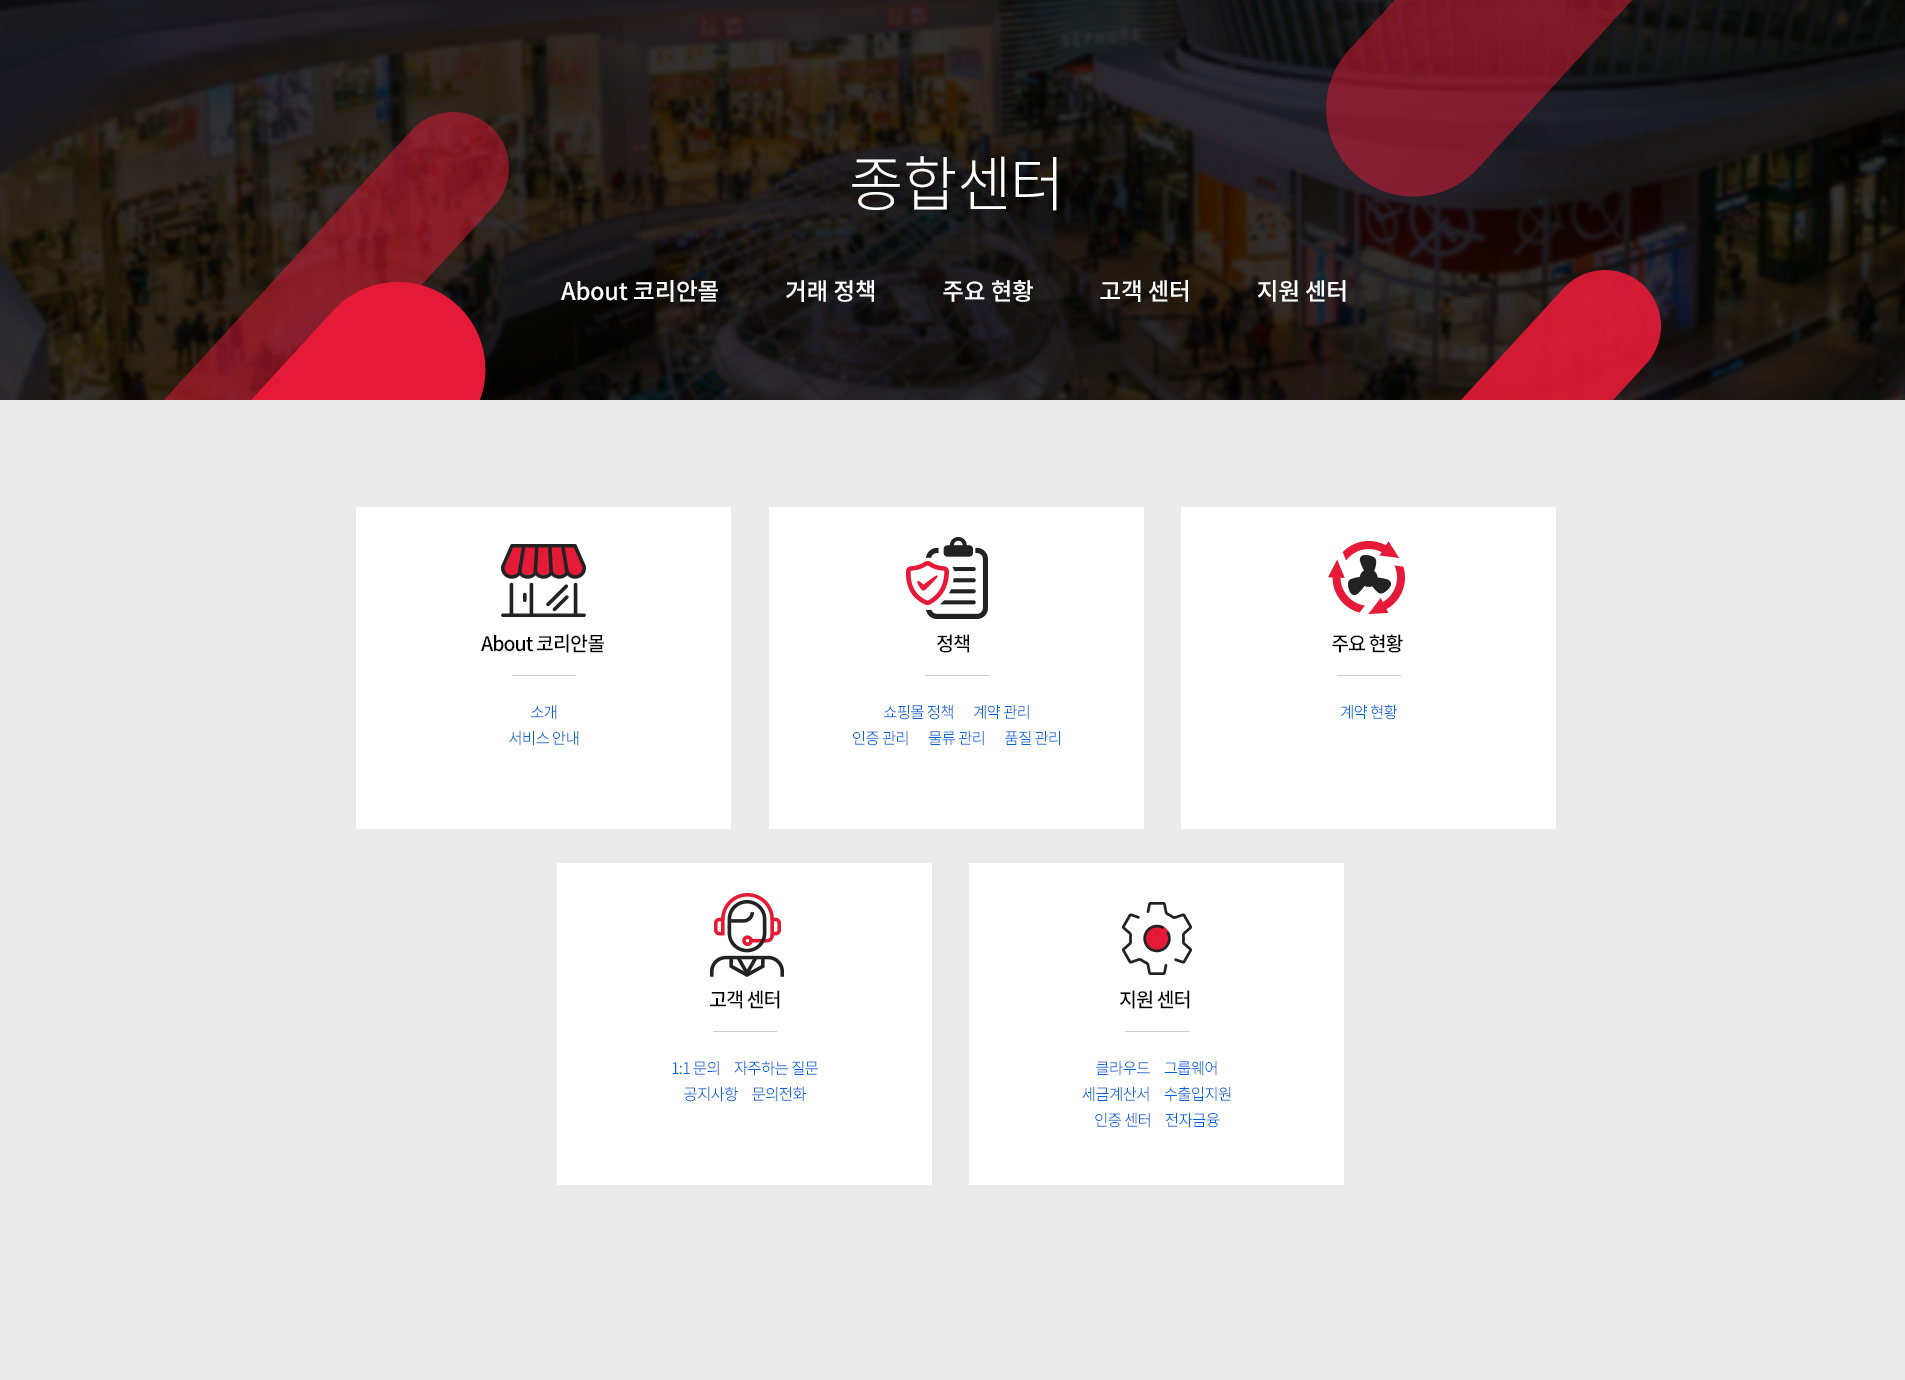 종합센터
About 코리안몰 거래 정책 주요 현황 고객 센터 지원 센터
About 코리안몰
소개
서비스 안내
정책
쇼핑몰 정책 계약 관리
인증 관리 물류 관리 품질 관리
주요 현황
계약 현황
고객 센터
1:1 문의 자주하는 질문
공지사항 문의전화
지원 센터
클라우드 그룹웨어
세금계산서 수출입지원
인증 센터 전자금융